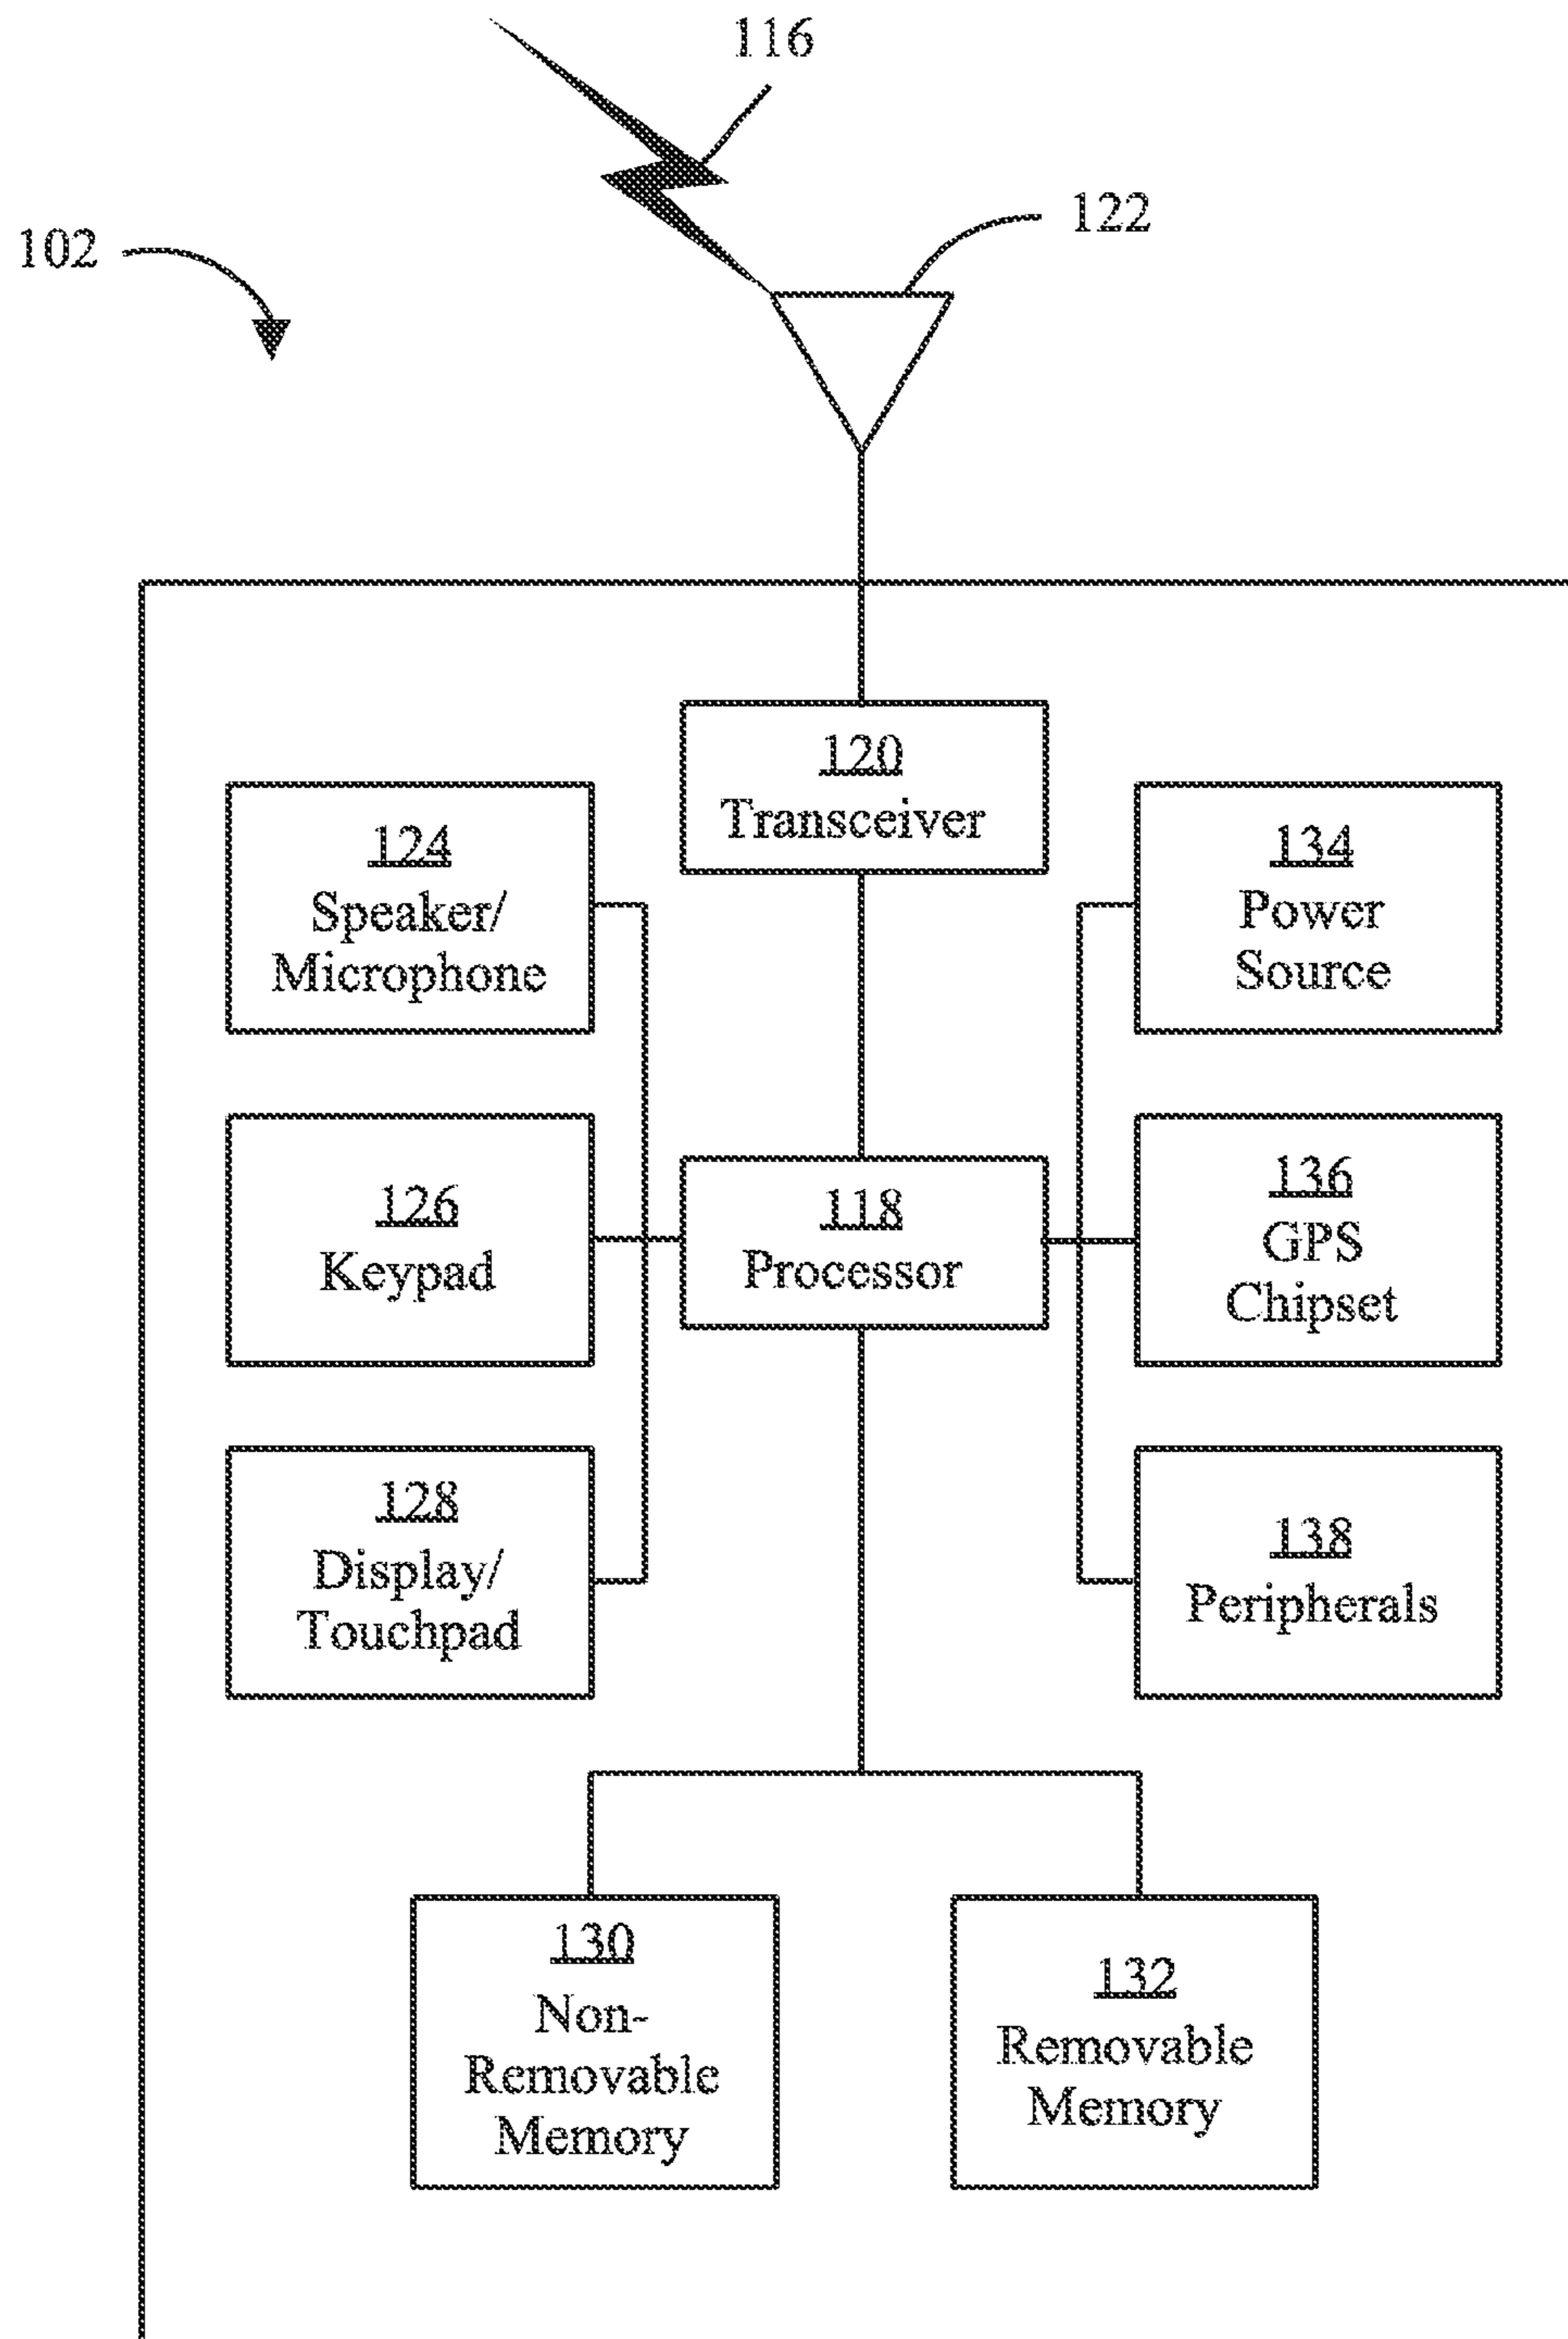 116
122
102
120
Transceiver
124
Speaker/
Microphone
134
Power
Source
126
Keypad
118
Processor
136
GPS
Chipset
128
Display/
Touchpad
138
Peripherals
130
Non-
Removable
Memory
132
Removable
Memory